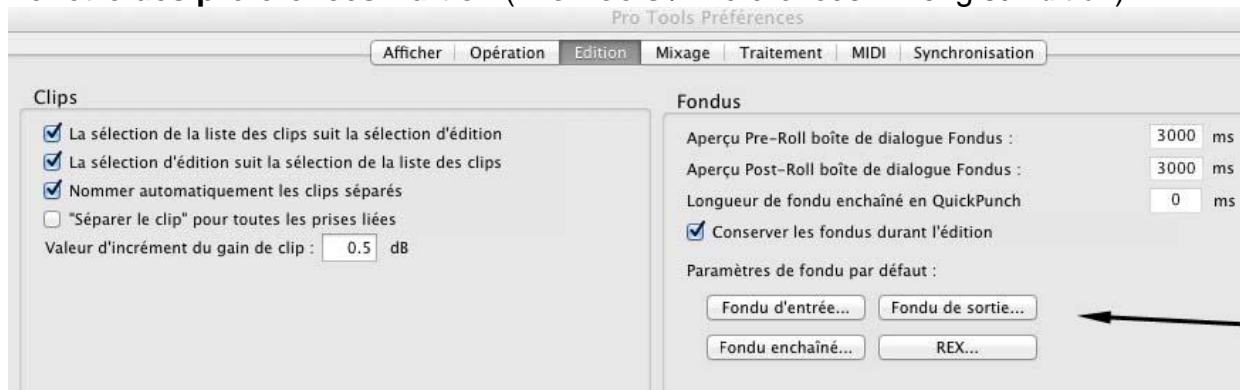 Pro Tools Préférences
Afficher Opération Edition Mixage Traitement MIDI Synchronisation
Clips
La sélection de la liste des clips suit la sélection d'édition
La sélection d'édition suit la sélection de la liste des clips
Nommer automatiquement les clips séparés
"Séparer le clip" pour toutes les prises liées
Valeur d'incrément du gain de clip : 0.5 dB
Fondus
Aperçu Pre-Roll boîte de dialogue Fondus : 3000 ms
Aperçu Post-Roll boîte de dialogue Fondus : 3000 ms
Longueur de fondu enchaîné en QuickPunch 0 ms
Conserver les fondus durant l'édition
Paramètres de fondu par défaut :
Fondu d'entrée... Fondu de sortie...
Fondu enchaîné... REX...